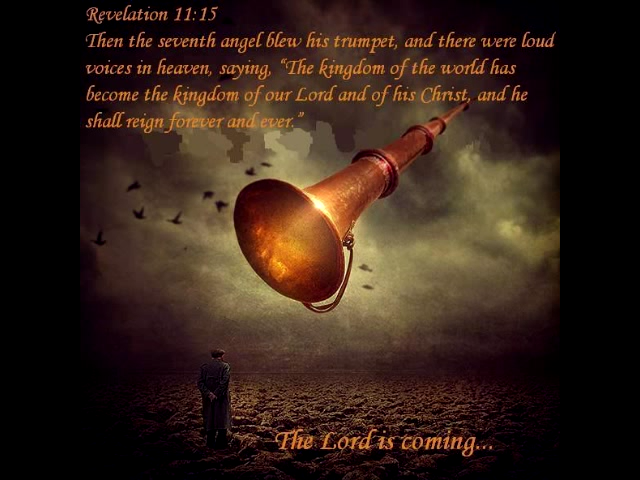 Revelation 11:15
Then the seventh angel blew his trumpet, and there were loud
voices in heaven, saying, “The kingdom of the world has
become the kingdom of our Lord and of his Christ, and he
shall reign forever and ever.”
The Lord is coming...